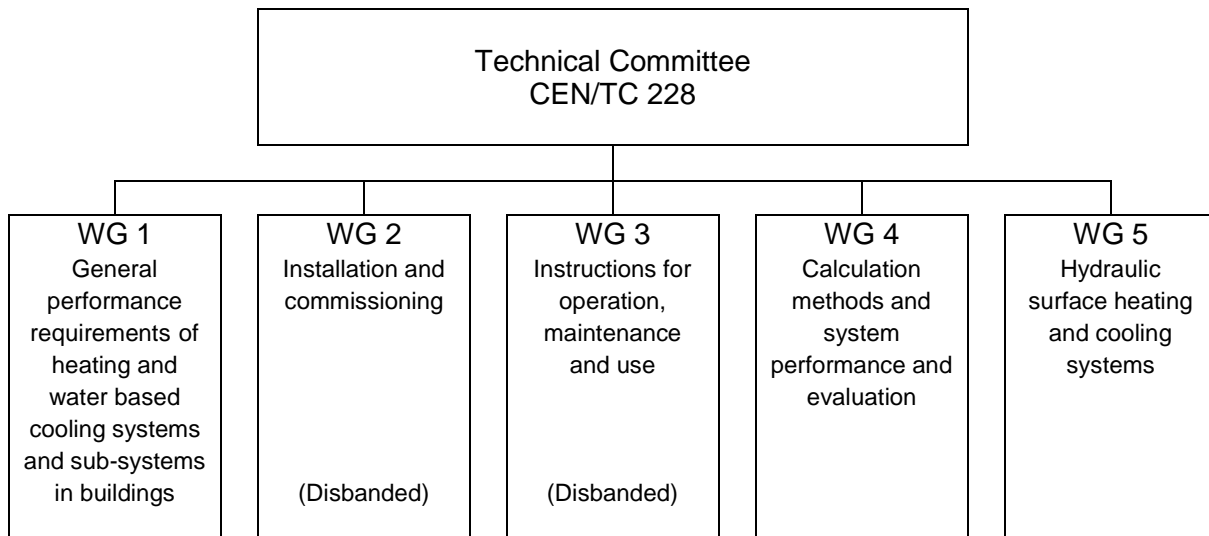 Technical Committee
CEN/TC 228
WG 1
General
performance
requirements of
heating and
water based
cooling systems
and sub-systems
in buildings
WG 2
Installation and
commissioning
(Disbanded)
WG 3
Instructions for
operation,
maintenance
and use
(Disbanded)
WG 4
Calculation
methods and
system
performance and
evaluation
WG 5
Hydraulic
surface heating
and cooling
systems